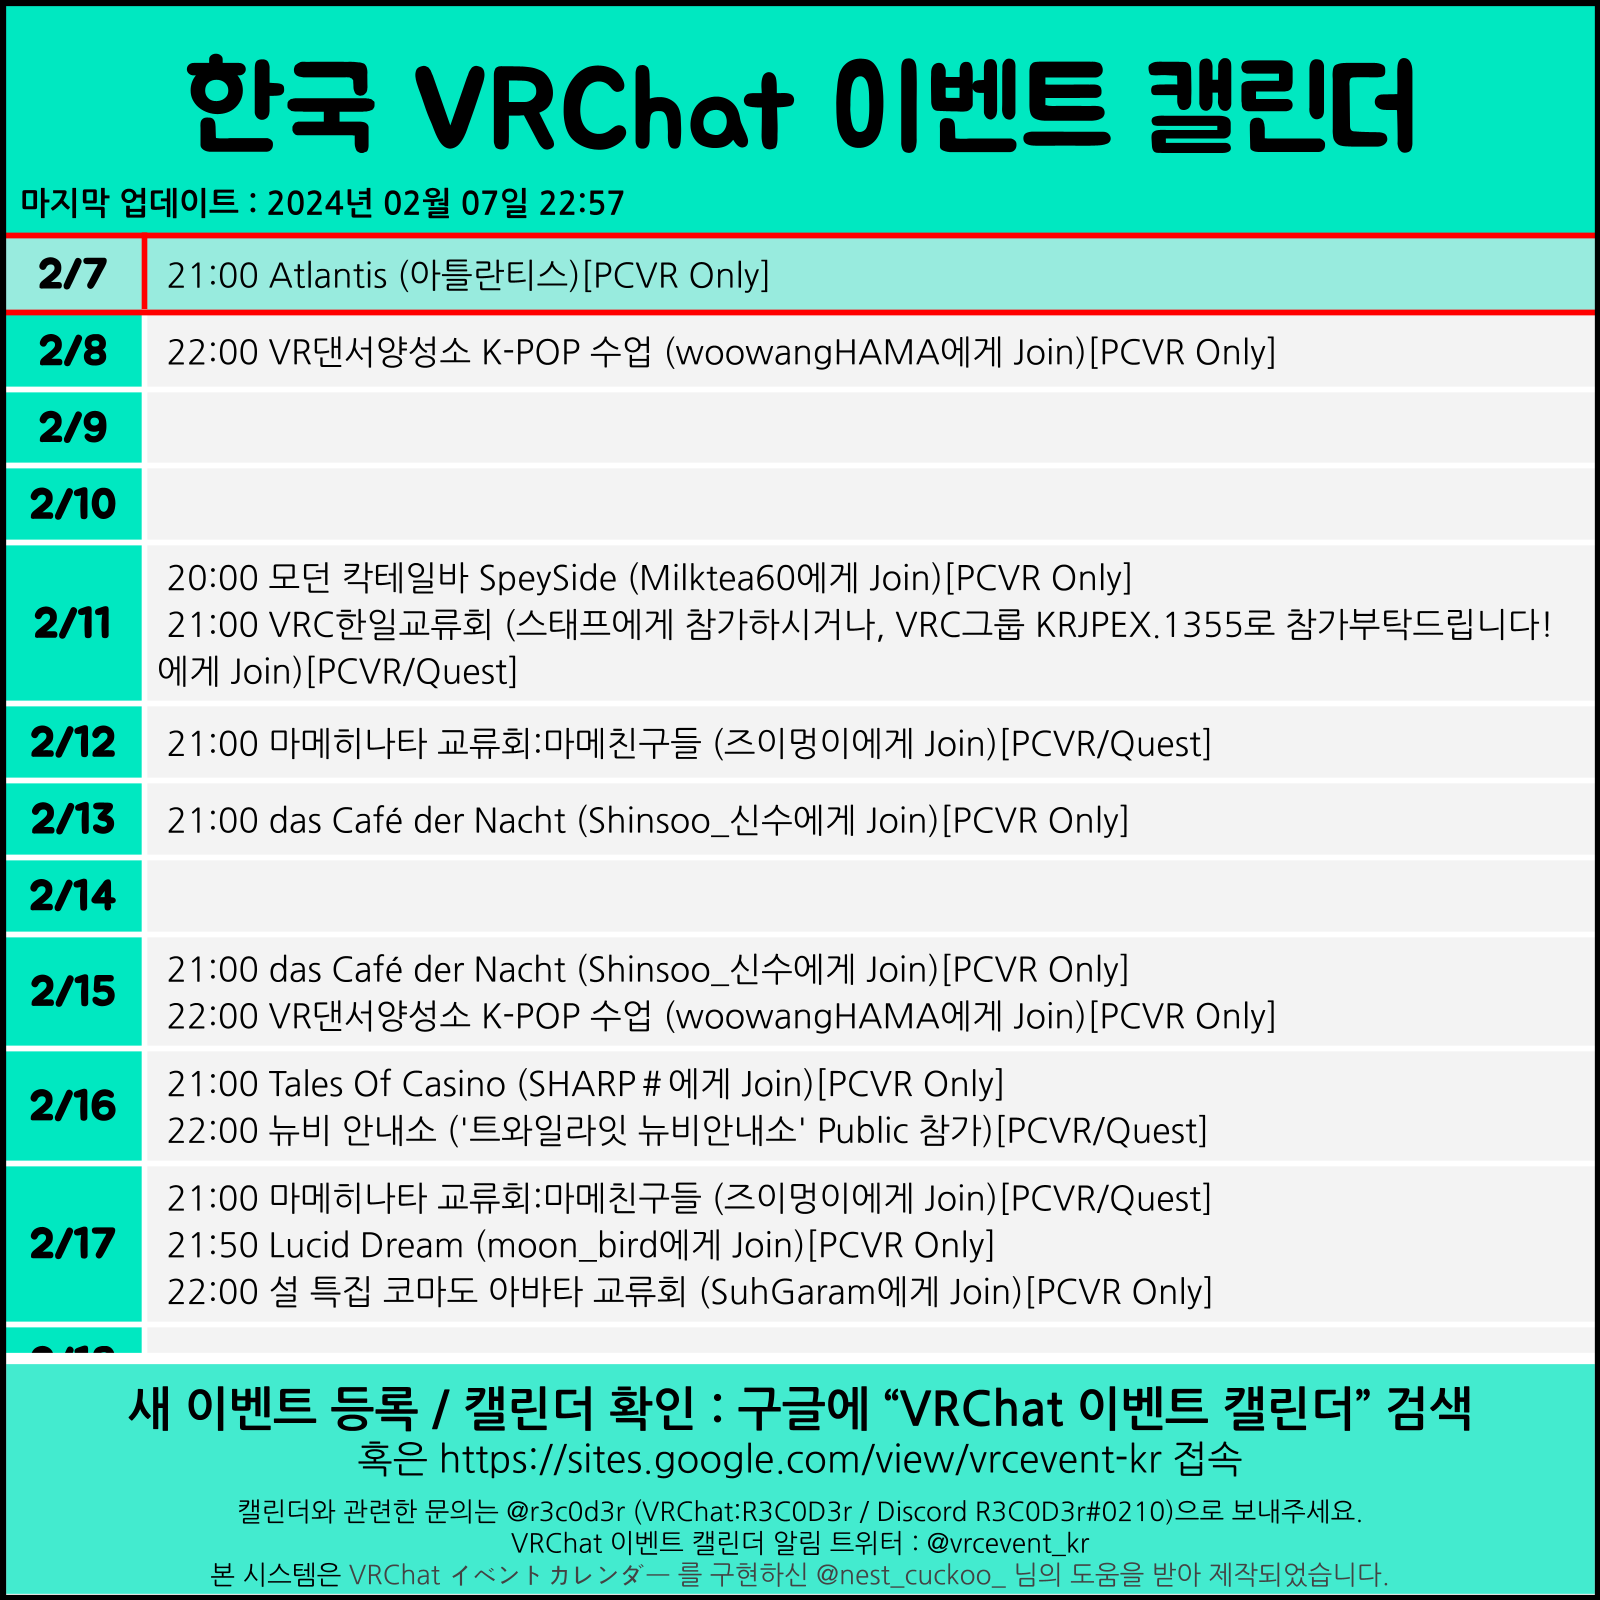 한국 VRChat 이벤트 캘린더
마지막 업데이트 : 2024년 02월 07일 22:57
2/7 21:00 Atlantis (아틀란티스)[PCVR Only]
2/8 22:00 VR댄서양성소 K-POP 수업 (woowangHAMA에게 Join)[PCVR Only]
2/9
2/10
2/11 20:00 모던 칵테일바 SpeySide (Milktea60에게 Join)[PCVR Only]
21:00 VRC한일교류회 (스태프에게 참가하시거나, VRC그룹 KRJPEX.1355로 참가부탁드립니다!
에게 Join)[PCVR/Quest]
2/12 21:00 마메히나타 교류회:마메친구들 (즈이멍이에게 Join)[PCVR/Quest]
2/13 21:00 das Café der Nacht (Shinsoo_신수에게 Join)[PCVR Only]
2/14
2/15 21:00 das Café der Nacht (Shinsoo_신수에게 Join)[PCVR Only]
22:00 VR댄서양성소 K-POP 수업 (woowangHAMA에게 Join)[PCVR Only]
2/16 21:00 Tales Of Casino (SHARP＃에게 Join)[PCVR Only]
22:00 뉴비 안내소 ('트와일라잇 뉴비안내소' Public 참가)[PCVR/Quest]
2/17 21:00 마메히나타 교류회:마메친구들 (즈이멍이에게 Join)[PCVR/Quest]
21:50 Lucid Dream (moon_bird에게 Join)[PCVR Only]
22:00 설 특집 코마도 아바타 교류회 (SuhGaram에게 Join)[PCVR Only]
새 이벤트 등록 / 캘린더 확인 : 구글에 “VRChat 이벤트 캘린더” 검색
혹은 https://sites.google.com/view/vrcevent-kr 접속
캘린더와 관련한 문의는 @r3c0d3r (VRChat:R3C0D3r / Discord R3C0D3r#0210)으로 보내주세요.
VRChat 이벤트 캘린더 알림 트위터 : @vrcevent_kr
본 시스템은 VRChat イベントカレンダー 를 구현하신 @nest_cuckoo_ 님의 도움을 받아 제작되었습니다.